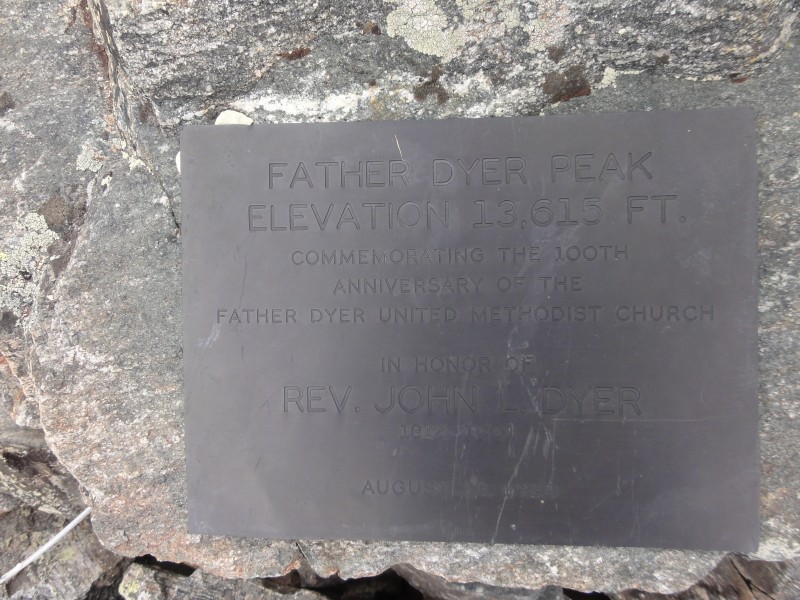 FATHER DYER PEAK
ELEVATION 13,615 FT.
COMMEMORATING THE 100TH
ANNIVERSARY OF THE
FATHER DYER UNITED METHODIST CHURCH
IN HONOR OF
REV. JOHN L. DYER
AUGUST